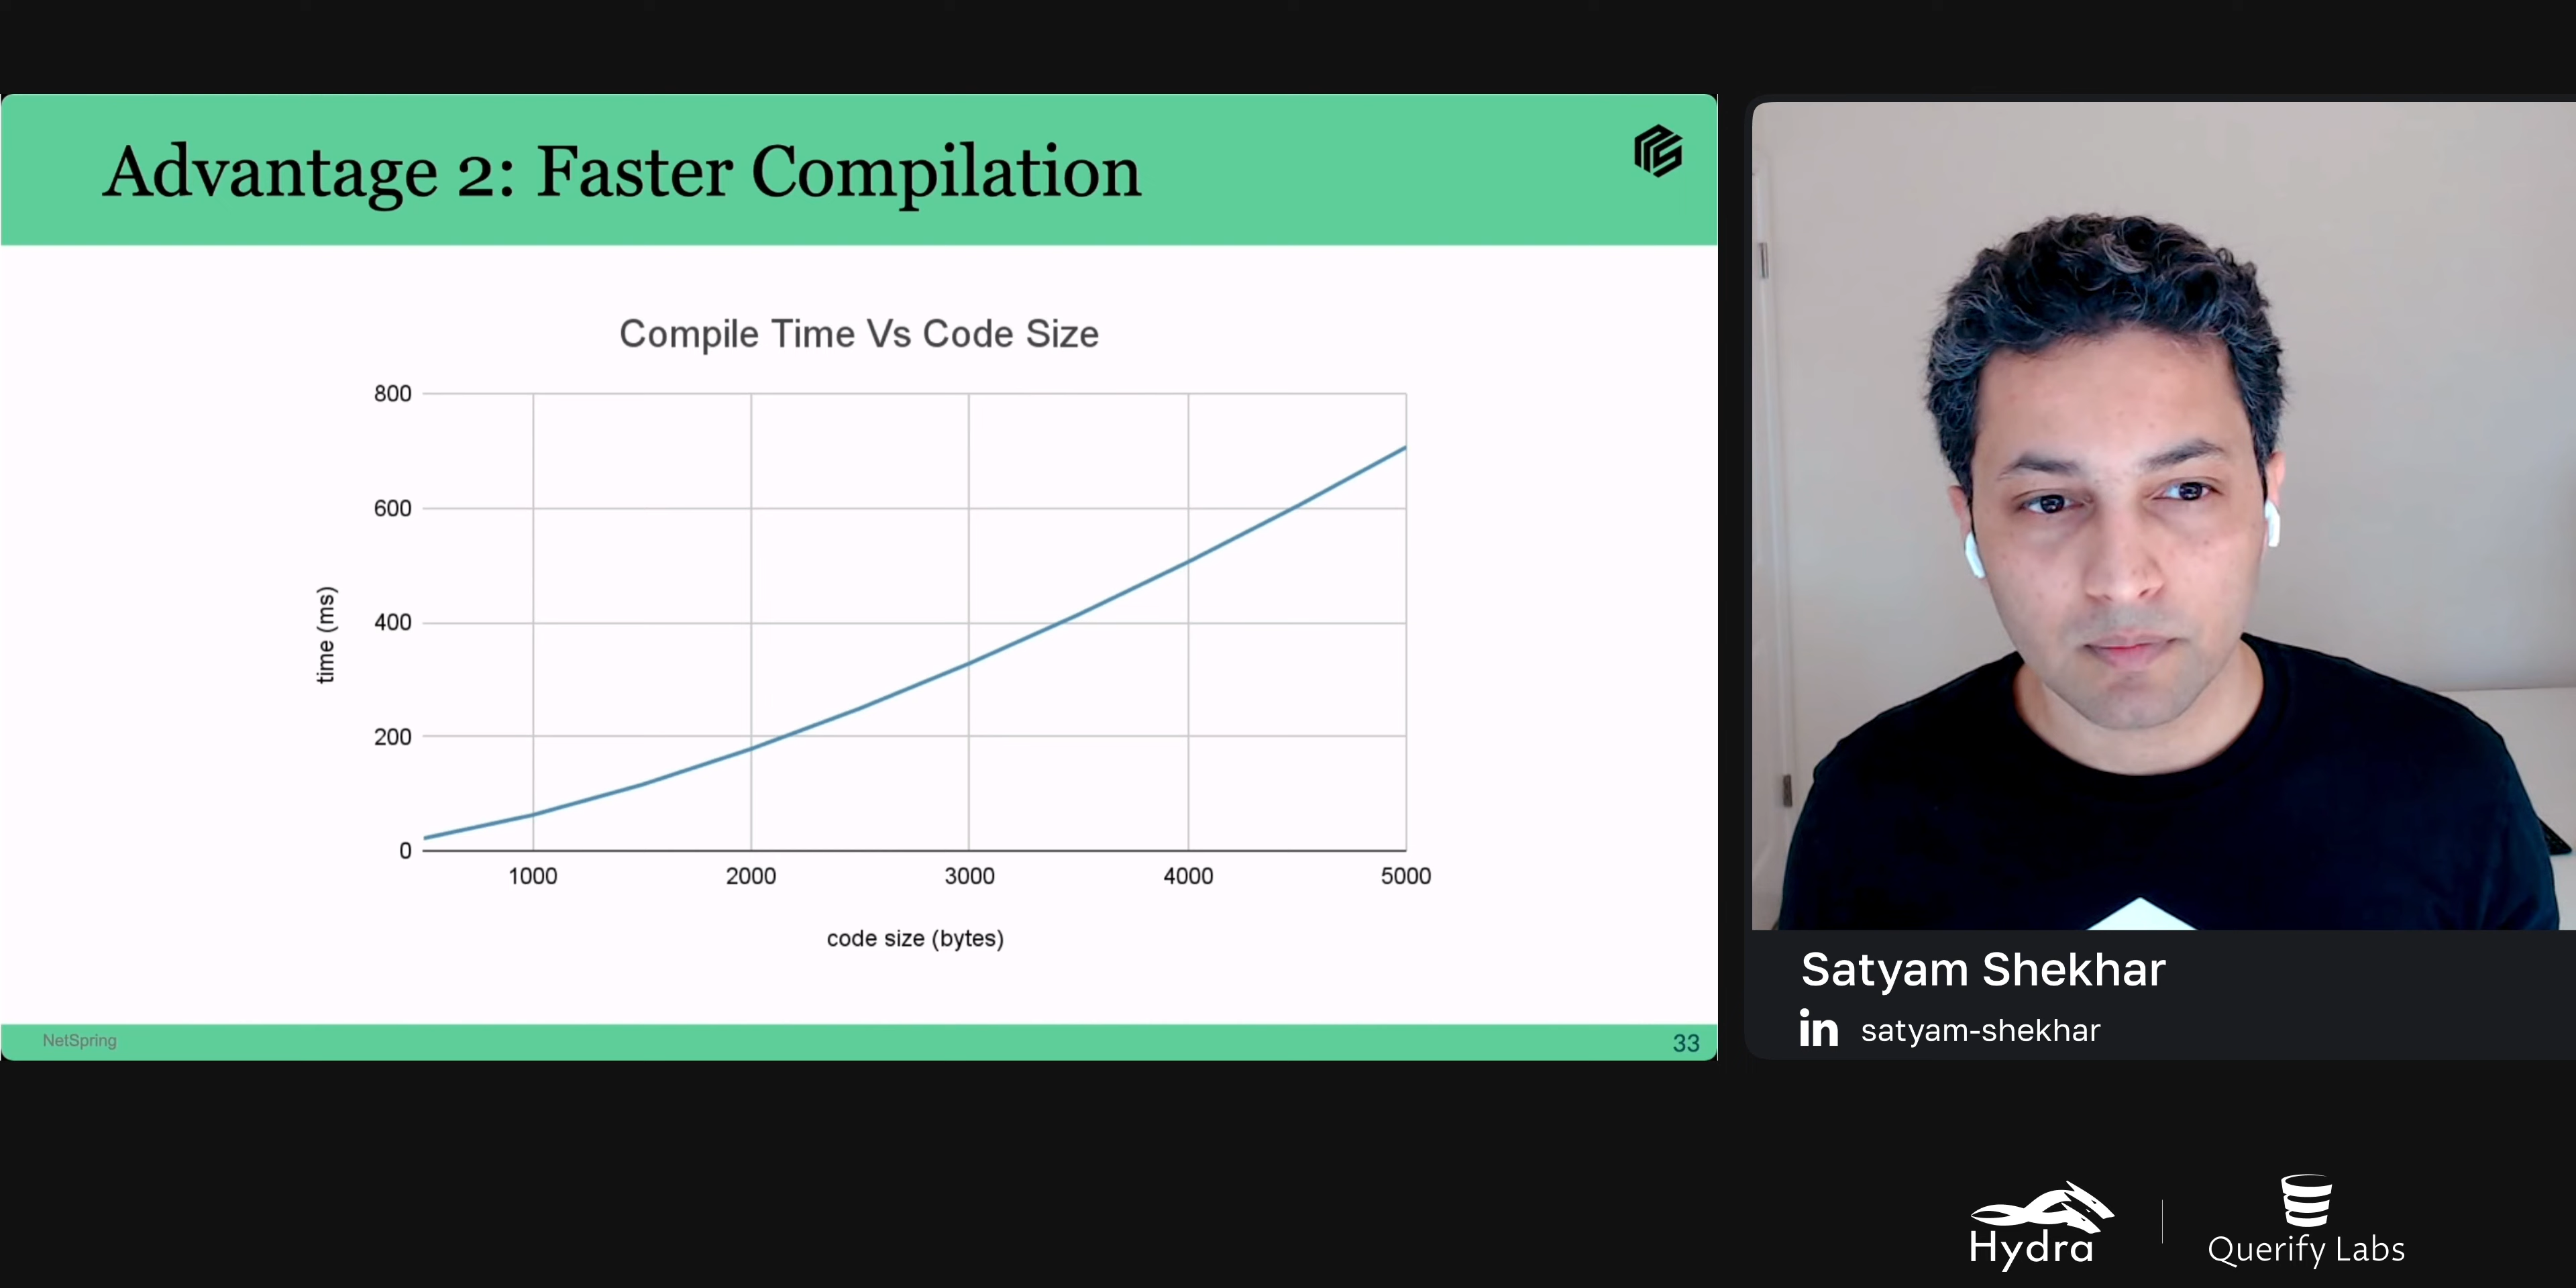 Advantage 2: Faster Compilation
Compile Time Vs Code Size
800
600
400
200
0
time (ms)
1000 2000 3000 4000 5000
code size (bytes)
NetSpring
33
Satyam Shekhar
in satyam-shekhar
Hydra
Querify Labs